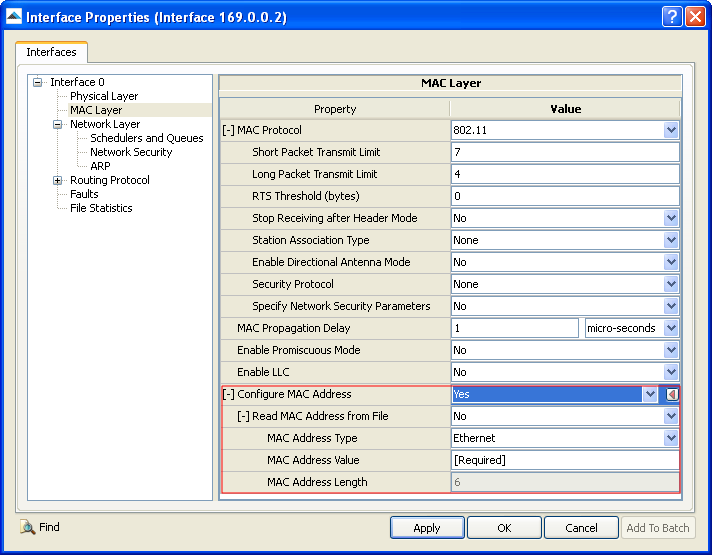 Interface Properties (Interface 169.0.0.2)
Interfaces
Interface 0
Physical Layer
MAC Layer
Network Layer
Schedulers and Queues
Network Security
ARP
Routing Protocol
Faults
File Statistics
MAC Layer
Property Value
[-] MAC Protocol 802.11
Short Packet Transmit Limit 7
Long Packet Transmit Limit 4
RTS Threshold (bytes) 0
Stop Receiving after Header Mode No
Station Association Type None
Enable Directional Antenna Mode No
Security Protocol None
Specify Network Security Parameters No
MAC Propagation Delay 1 micro-seconds
Enable Promiscuous Mode No
Enable LLC No
[-] Configure MAC Address Yes
[-] Read MAC Address from File No
MAC Address Type Ethernet
MAC Address Value [Required]
MAC Address Length 6
Find Apply OK Cancel Add To Batch